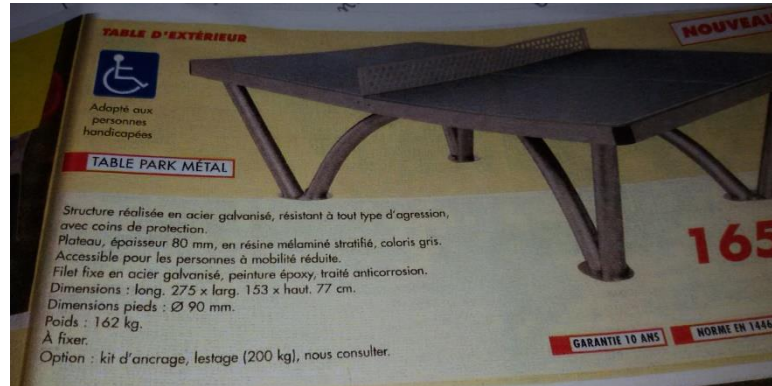 TABLE D'EXTÉRIEUR
NOUVEAU
Adapté aux
personnes
handicapées
TABLE PARK MÉTAL
Structure réalisée en acier galvanisé, résistant à tout type d'agression,
avec coins de protection.
Plateau, épaisseur 80 mm, en résine mélaminé stratifié, coloris gris.
Accessible pour les personnes à mobilité réduite.
Filet fixe en acier galvanisé, peinture époxy, traité anticorrosion.
Dimensions : long. 275 x larg. 153 x haut. 77 cm.
Dimensions pieds : Ø 90 mm.
Poids : 162 kg.
À fixer.
Option : kit d'ancrage, lestage (200 kg), nous consulter.
165
GARANTIE 10 ANS
NORME EN 1446